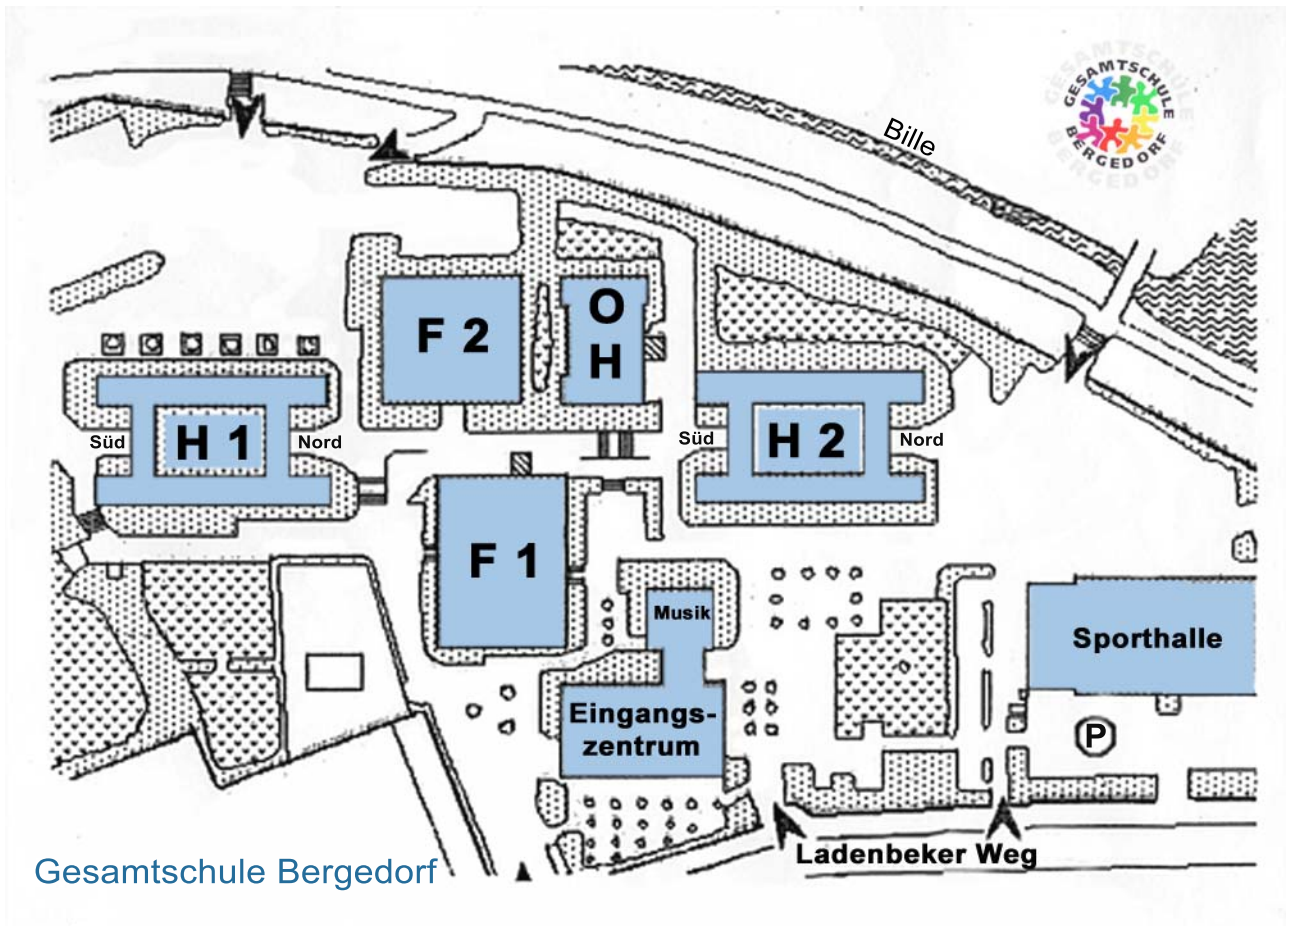 Bille
GESAMTSCHULE
BERGEDORF
F 2
O
H
H 1
Süd
Nord
H 2
Süd
Nord
F 1
Musik
Sporthalle
Eingangs-
zentrum
P
Ladenbeker Weg
Gesamtschule Bergedorf